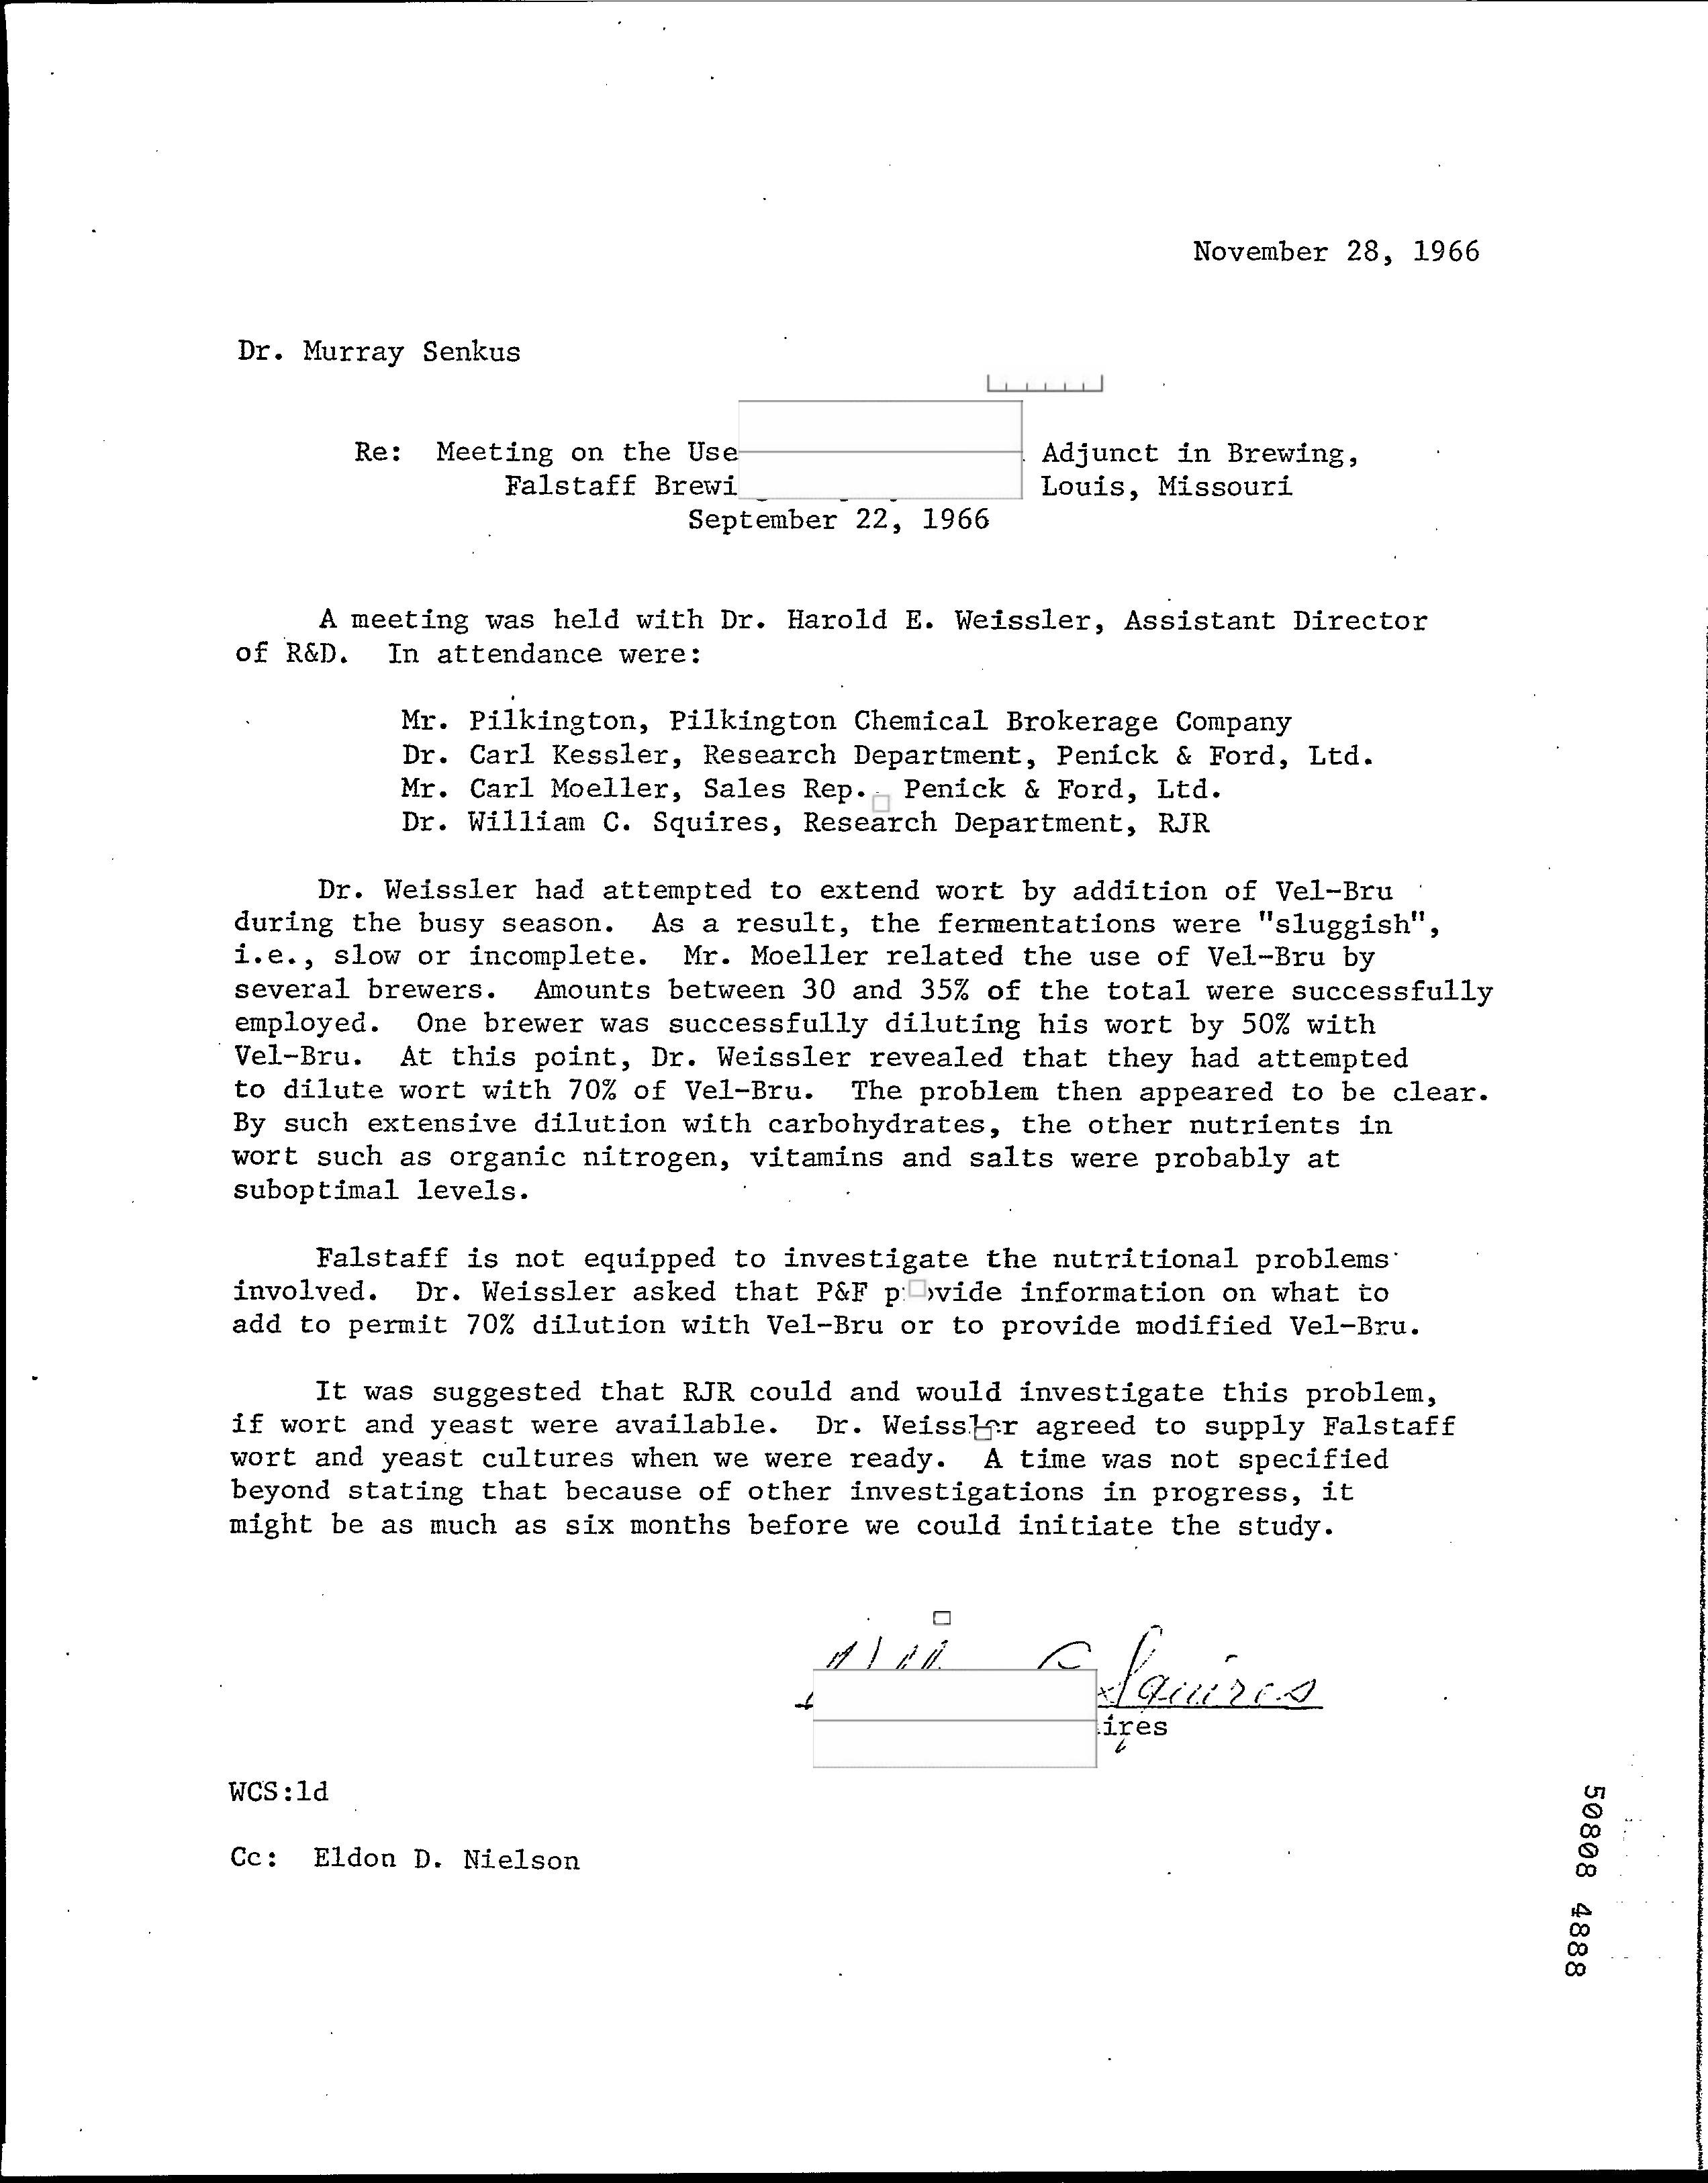 November 28, 1966
Dr. Murray Senkus
Re: Meeting on the Use Adjunct in Brewing,
Falstaff Louis, Missouri
September 22, 1966
A meeting was held with Dr. Harold E. Weissler, Assistant Director
of R&D. In attendance were:
Mr. Pilkington, Pilkington Chemical Brokerage Company
Dr. Carl Kessler, Research Department, Penick & Ford, Ltd.
Mr. Carl Moeller, Sales Rep. Penick & Ford, Ltd.
Dr. William C. Squires, Research Department, RJR
Dr. Weissler had attempted to extend wort by addition of Vel-Bru
during the busy season. As a result, the fermentations were "sluggish",
i.e., slow or incomplete. Mr. Moeller related the use of Vel-Bru by
several brewers. Amounts between 30 and 35% of the total were successfully
employed. One brewer was successfully diluting his wort by 50% with
Vel-Bru. At this point, Dr. Weissler revealed that they had attempted
to dilute wort with 70% of Vel-Bru. The problem then appeared to be clear.
By such extensive dilution with carbohydrates, the other nutrients in
wort such as organic nitrogen, vitamins and salts were probably at
suboptimal levels.
Falstaff is not equipped to investigate the nutritional problems
involved. Dr. Weissler asked that P&F provide information on what to
add to permit 70% dilution with Vel-Bru or to provide modified Vel-Bru.
It was suggested that RJR could and would investigate this problem,
if wort and yeast were available. Dr. Weissler agreed to supply Falstaff
wort and yeast cultures when we were ready. A time was not specified
beyond stating that because of other investigations in progress, it
might be as much as six months before we could initiate the study.
Squires
WCS:ld
Cc: Eldon D. Nielson
50808 4888